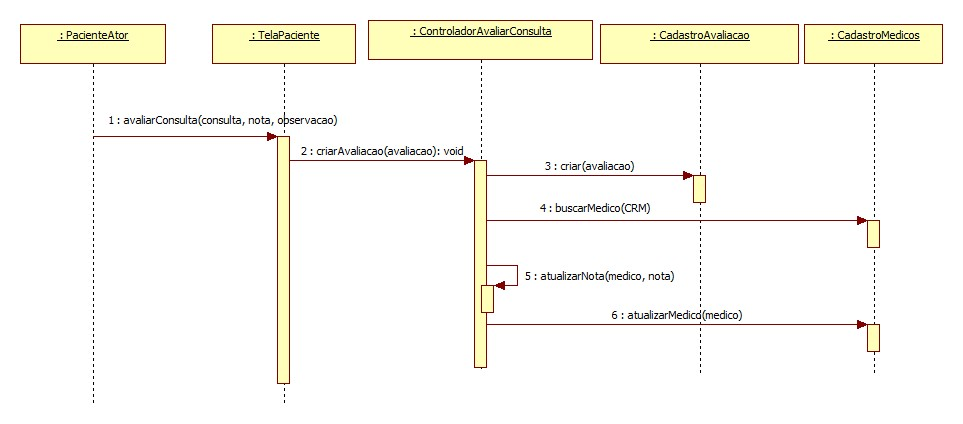 : PacienteAtor
: TelaPaciente
: ControladorAvaliarConsulta
: CadastroAvaliacao
: CadastroMedicos
1 : avaliarConsulta(consulta, nota, observacao)
2 : criarAvaliacao(avaliacao): void
3 : criar(avaliacao)
4 : buscarMedico(CRM)
5 : atualizarNota(medico, nota)
6 : atualizarMedico(medico)